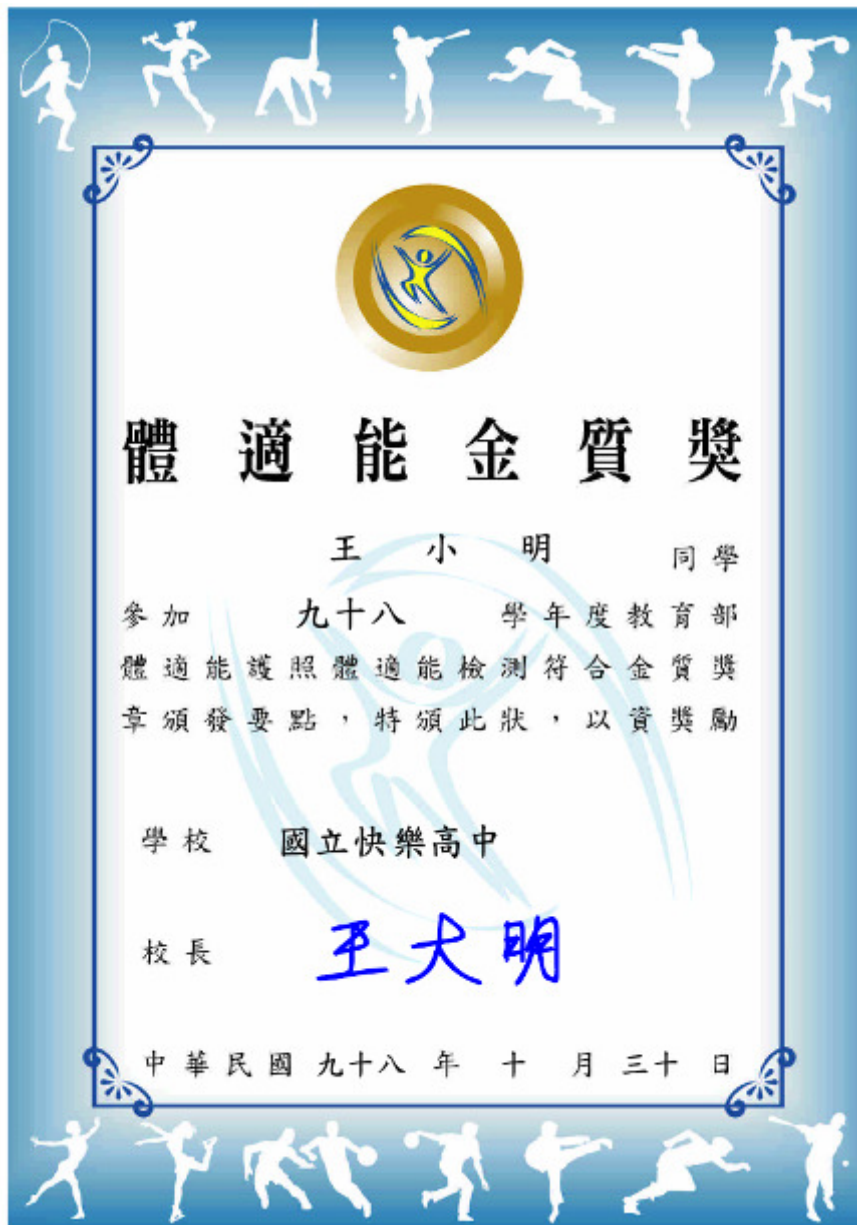 體適能金質獎
王小明 同學
參加 九十八 學年度教育部
體適能護照體適能檢測符合金質獎
章頒發要點，特頒此狀，以資獎勵
學校 國立快樂高中
校長 王大明
中華民國九十八年十月三十日